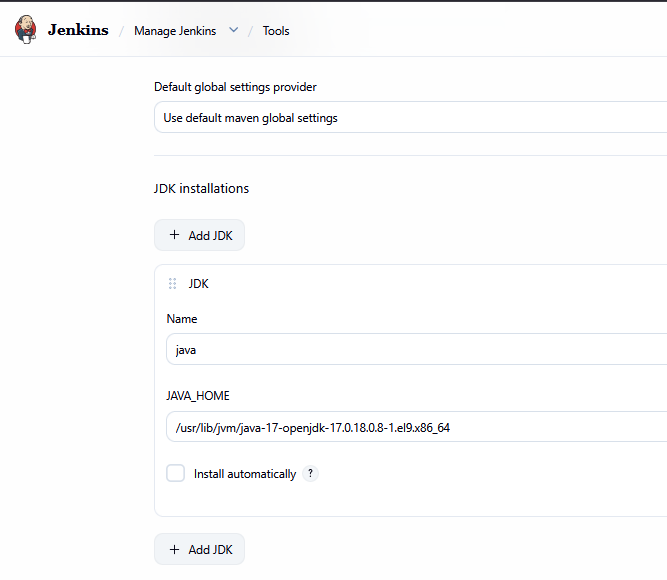 Jenkins / Manage Jenkins / Tools
Default global settings provider
Use default maven global settings
JDK installations
+ Add JDK
JDK
Name
java
JAVA_HOME
/usr/lib/jvm/java-17-openjdk-17.0.18.0.8-1.el9.x86_64
Install automatically ?
+ Add JDK